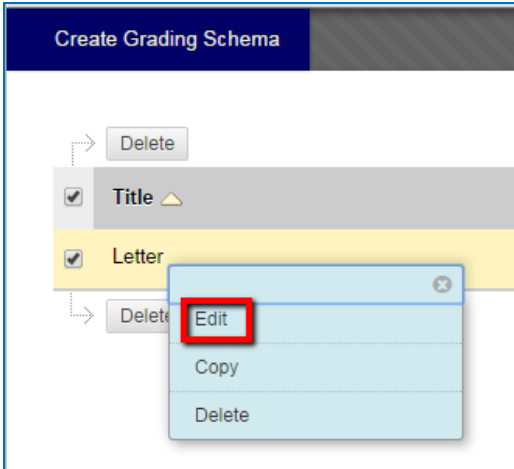 Create Grading Schema
Delete
Title
Letter
Delete
Edit
Copy
Delete